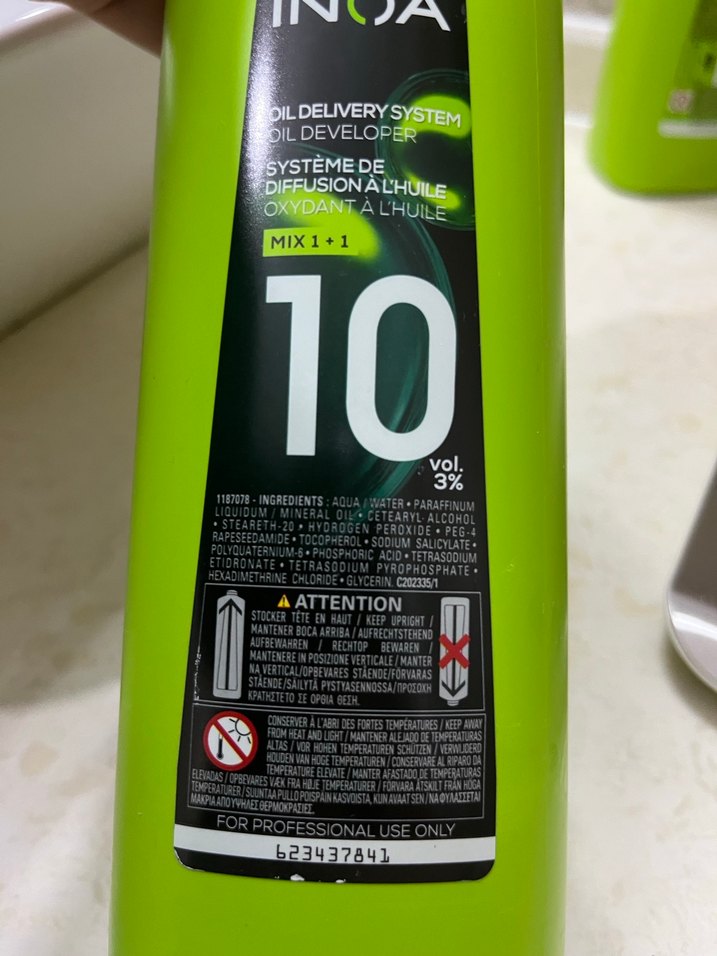 INOA
OIL DELIVERY SYSTEM
OIL DEVELOPER
SYSTÈME DE
DIFFUSION À L'HUILE
OXYDANT À L'HUILE
MIX 1 + 1
10
vol.
3%
1187078 - INGREDIENTS : AQUA / WATER • PARAFFINUM
LIQUIDUM / MINERAL OIL • CETEARYL ALCOHOL
• STEARETH-20 • HYDROGEN PEROXIDE • PEG-4
RAPESEEDAMIDE • TOCOPHEROL • SODIUM SALICYLATE •
POLYQUATERNIUM-6 • PHOSPHORIC ACID • TETRASODIUM
ETIDRONATE • TETRASODIUM PYROPHOSPHATE •
HEXADIMETHRINE CHLORIDE • GLYCERIN. C202335/1
ATTENTION
STOCKER TÊTE EN HAUT / KEEP UPRIGHT /
MANTENER BOCA ARRIBA / AUFRECHTSTEHEND
AUFBEWAHREN / RECHTOP BEWAREN /
MANTENERE IN POSIZIONE VERTICALE / MANTER
NA VERTICAL/OPBEVARES STÅENDE/FÖRVARAS
STÅENDE/SÄILYTÄ PYSTYASENNOSSA/ΠΡΟΣΟΧΗ
ΚΡΑΤΗΣΤΕΤΟ ΣΕ ΟΡΘΙΑ ΘΕΣΗ.
CONSERVER À L'ABRI DES FORTES TEMPÉRATURES / KEEP AWAY
FROM HEAT AND LIGHT / MANTENER ALEJADO DE TEMPERATURAS
ALTAS / VOR HOHEN TEMPERATUREN SCHÜTZEN / VERWIJDERD
HOUDEN VAN HOGE TEMPERATUREN / CONSERVARE AL RIPARO DA
TEMPERATURE ELEVATE / MANTER AFASTADO DE TEMPERATURAS
ELEVADAS / OPBEVARES VÆK FRA HØJE TEMPERATURER / FÖRVARA ÅTSKILT FRÅN HÖGA
TEMPERATURER / SUUNTAA PULLO POISPÄIN KASVOISTA, KUN AVAAT SEN / ΝΑ ΦΥΛΑΣΣΕΤΑΙ
ΜΑΚΡΙΑ ΑΠΟ ΥΨΗΛΕΣ ΘΕΡΜΟΚΡΑΣΙΕΣ.
FOR PROFESSIONAL USE ONLY
623437841